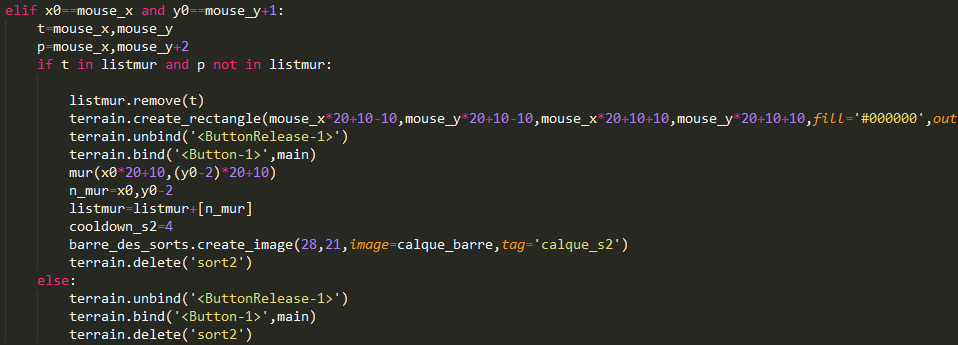 elif x0==mouse_x and y0==mouse_y+1:
    t=mouse_x,mouse_y
    p=mouse_x,mouse_y+2
    if t in listmur and p not in listmur:
        listmur.remove(t)
        terrain.create_rectangle(mouse_x*20+10-10,mouse_y*20+10-10,mouse_x*20+10+10,mouse_y*20+10+10,fill='#000000',out
        terrain.unbind('<ButtonRelease-1>')
        terrain.bind('<Button-1>',main)
        mur(x0*20+10,(y0-2)*20+10)
        n_mur=x0,y0-2
        listmur=listmur+[n_mur]
        cooldown_s2=4
        barre_des_sorts.create_image(28,21,image=calque_barre,tag='calque_s2')
        terrain.delete('sort2')
    else:
        terrain.unbind('<ButtonRelease-1>')
        terrain.bind('<Button-1>',main)
        terrain.delete('sort2')